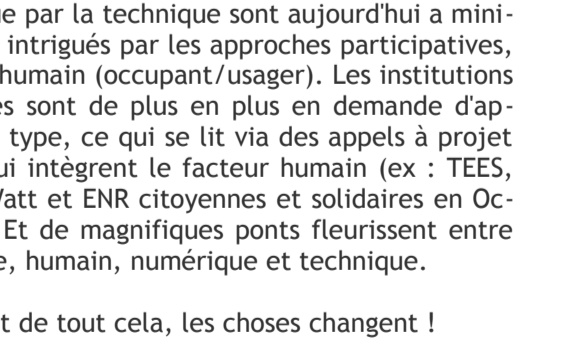 e par la technique sont aujourd'hui a mini-
intrigués par les approches participatives,
humain (occupant/usager). Les institutions
es sont de plus en plus en demande d'ap-
type, ce qui se lit via des appels à projet
ui intègrent le facteur humain (ex : TEES,
Watt et ENR citoyennes et solidaires en Oc-
Et de magnifiques ponts fleurissent entre
e, humain, numérique et technique.
t de tout cela, les choses changent !